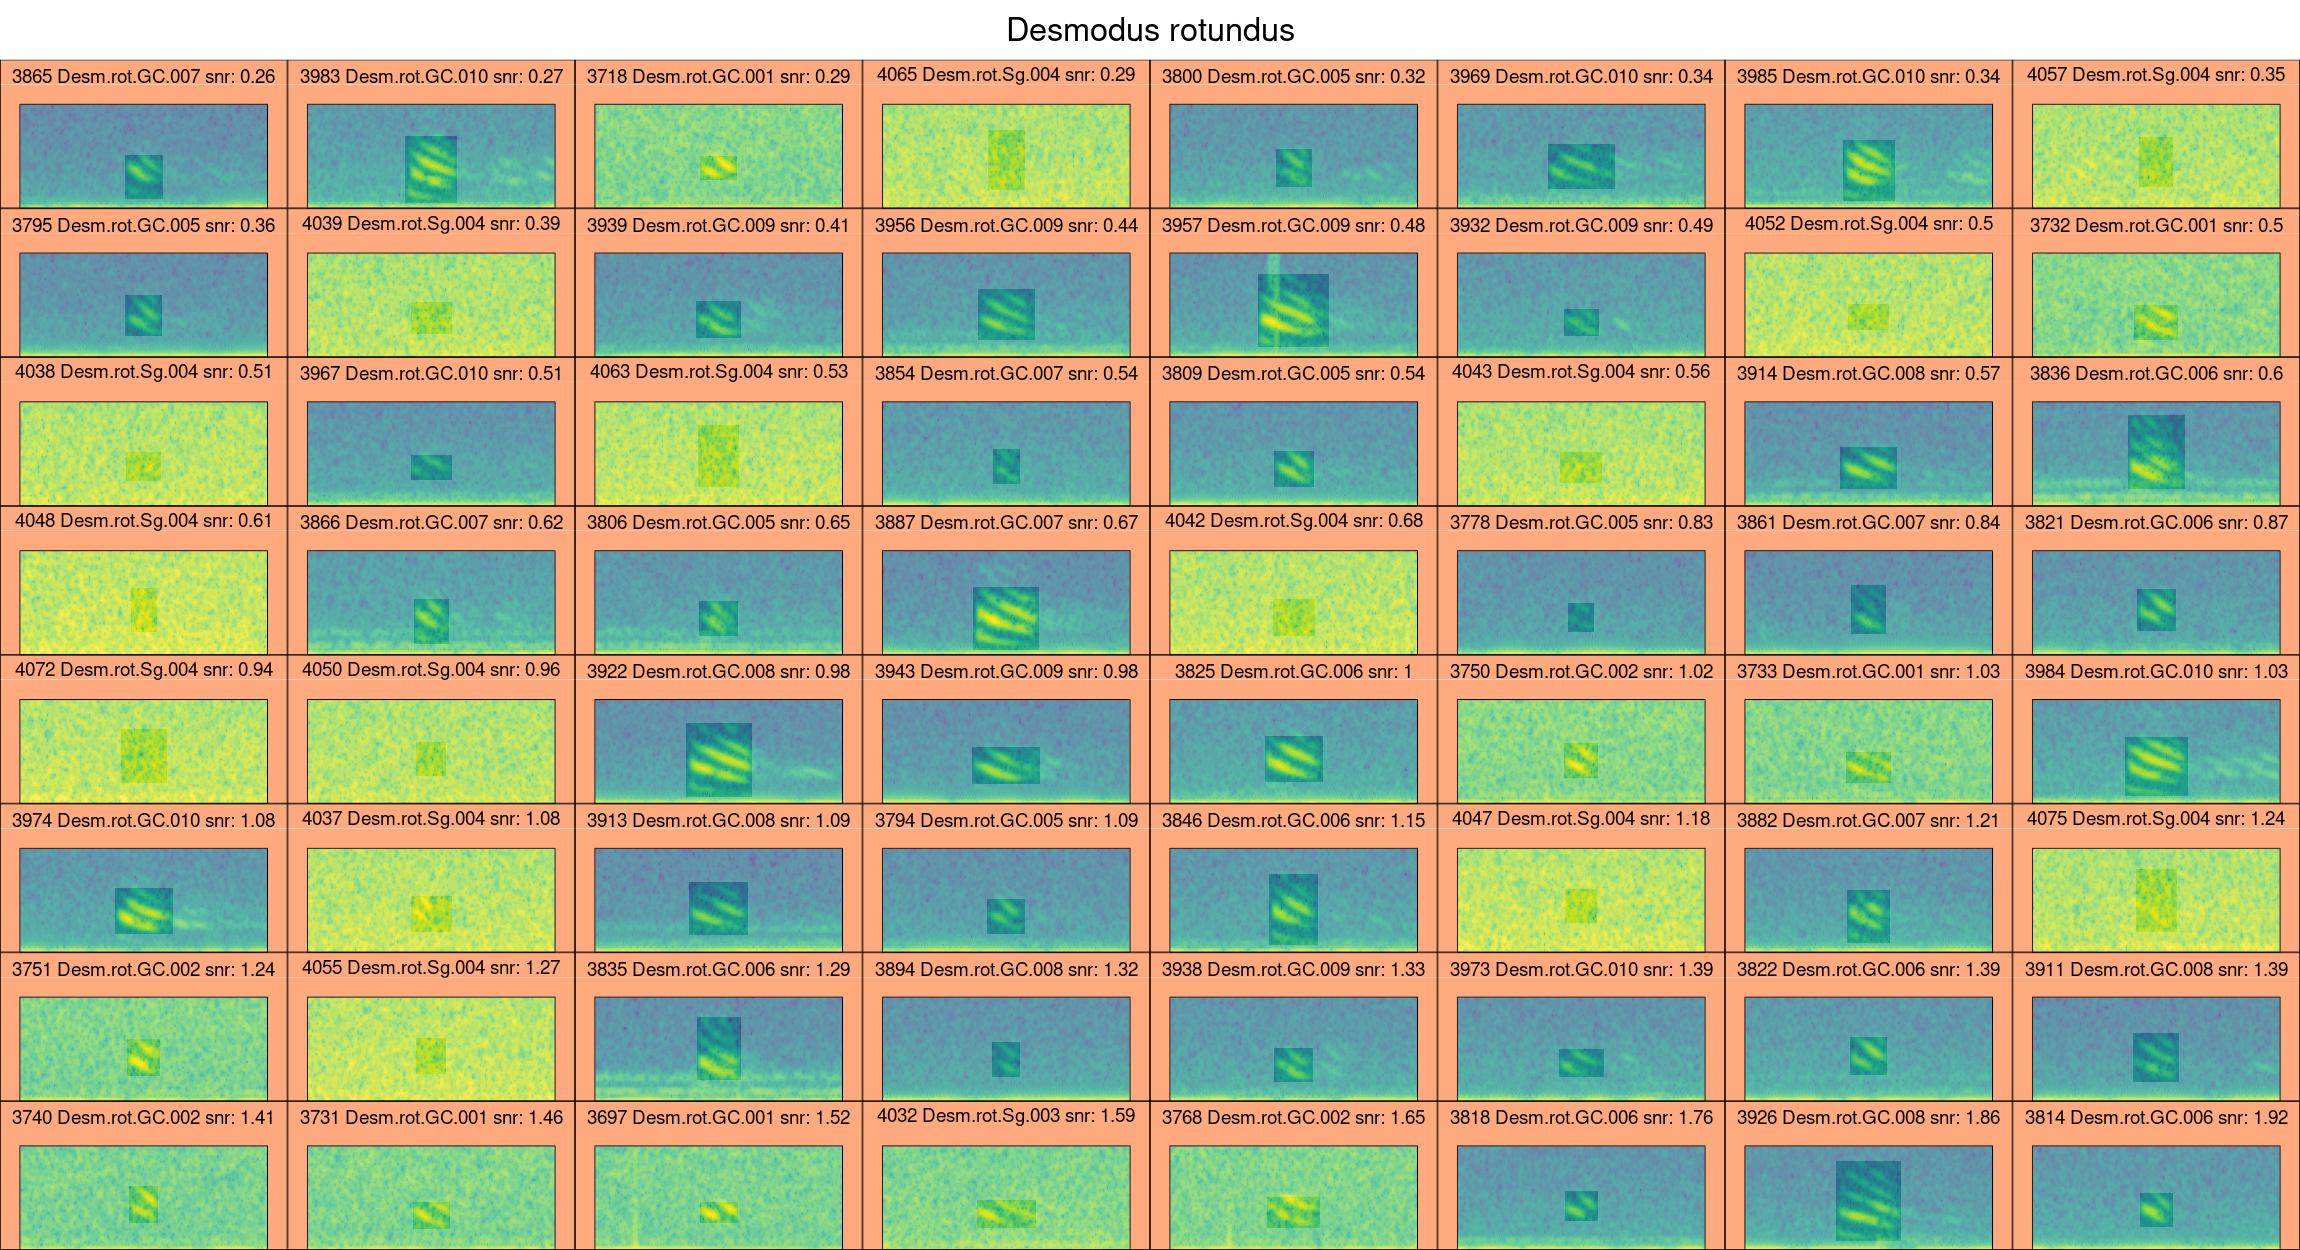 Desmodus rotundus
3865 Desm.rot.GC.007 snr: 0.26
3983 Desm.rot.GC.010 snr: 0.27
3718 Desm.rot.GC.001 snr: 0.29
4065 Desm.rot.Sg.004 snr: 0.29
3800 Desm.rot.GC.005 snr: 0.32
3969 Desm.rot.GC.010 snr: 0.34
3985 Desm.rot.GC.010 snr: 0.34
4057 Desm.rot.Sg.004 snr: 0.35
3795 Desm.rot.GC.005 snr: 0.36
4039 Desm.rot.Sg.004 snr: 0.39
3939 Desm.rot.GC.009 snr: 0.41
3956 Desm.rot.GC.009 snr: 0.44
3957 Desm.rot.GC.009 snr: 0.48
3932 Desm.rot.GC.009 snr: 0.49
4052 Desm.rot.Sg.004 snr: 0.5
3732 Desm.rot.GC.001 snr: 0.5
4038 Desm.rot.Sg.004 snr: 0.51
3967 Desm.rot.GC.010 snr: 0.51
4063 Desm.rot.Sg.004 snr: 0.53
3854 Desm.rot.GC.007 snr: 0.54
3809 Desm.rot.GC.005 snr: 0.54
4043 Desm.rot.Sg.004 snr: 0.56
3914 Desm.rot.GC.008 snr: 0.57
3836 Desm.rot.GC.006 snr: 0.6
4048 Desm.rot.Sg.004 snr: 0.61
3866 Desm.rot.GC.007 snr: 0.62
3806 Desm.rot.GC.005 snr: 0.65
3887 Desm.rot.GC.007 snr: 0.67
4042 Desm.rot.Sg.004 snr: 0.68
3778 Desm.rot.GC.005 snr: 0.83
3861 Desm.rot.GC.007 snr: 0.84
3821 Desm.rot.GC.006 snr: 0.87
4072 Desm.rot.Sg.004 snr: 0.94
4050 Desm.rot.Sg.004 snr: 0.96
3922 Desm.rot.GC.008 snr: 0.98
3943 Desm.rot.GC.009 snr: 0.98
3825 Desm.rot.GC.006 snr: 1
3750 Desm.rot.GC.002 snr: 1.02
3733 Desm.rot.GC.001 snr: 1.03
3984 Desm.rot.GC.010 snr: 1.03
3974 Desm.rot.GC.010 snr: 1.08
4037 Desm.rot.Sg.004 snr: 1.08
3913 Desm.rot.GC.008 snr: 1.09
3794 Desm.rot.GC.005 snr: 1.09
3846 Desm.rot.GC.006 snr: 1.15
4047 Desm.rot.Sg.004 snr: 1.18
3882 Desm.rot.GC.007 snr: 1.21
4075 Desm.rot.Sg.004 snr: 1.24
3751 Desm.rot.GC.002 snr: 1.24
4055 Desm.rot.Sg.004 snr: 1.27
3835 Desm.rot.GC.006 snr: 1.29
3894 Desm.rot.GC.008 snr: 1.32
3938 Desm.rot.GC.009 snr: 1.33
3973 Desm.rot.GC.010 snr: 1.39
3822 Desm.rot.GC.006 snr: 1.39
3911 Desm.rot.GC.008 snr: 1.39
3740 Desm.rot.GC.002 snr: 1.41
3731 Desm.rot.GC.001 snr: 1.46
3697 Desm.rot.GC.001 snr: 1.52
4032 Desm.rot.Sg.003 snr: 1.59
3768 Desm.rot.GC.002 snr: 1.65
3818 Desm.rot.GC.006 snr: 1.76
3926 Desm.rot.GC.008 snr: 1.86
3814 Desm.rot.GC.006 snr: 1.92